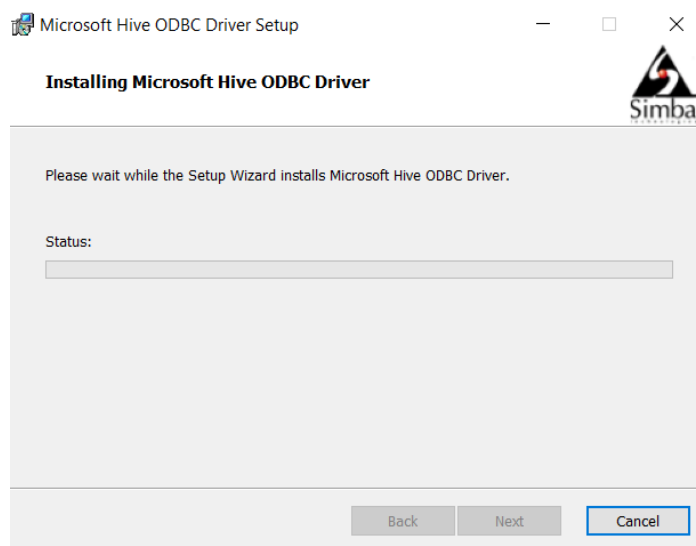 Microsoft Hive ODBC Driver Setup
Installing Microsoft Hive ODBC Driver
Simba
Please wait while the Setup Wizard installs Microsoft Hive ODBC Driver.
Status:
Back Next Cancel